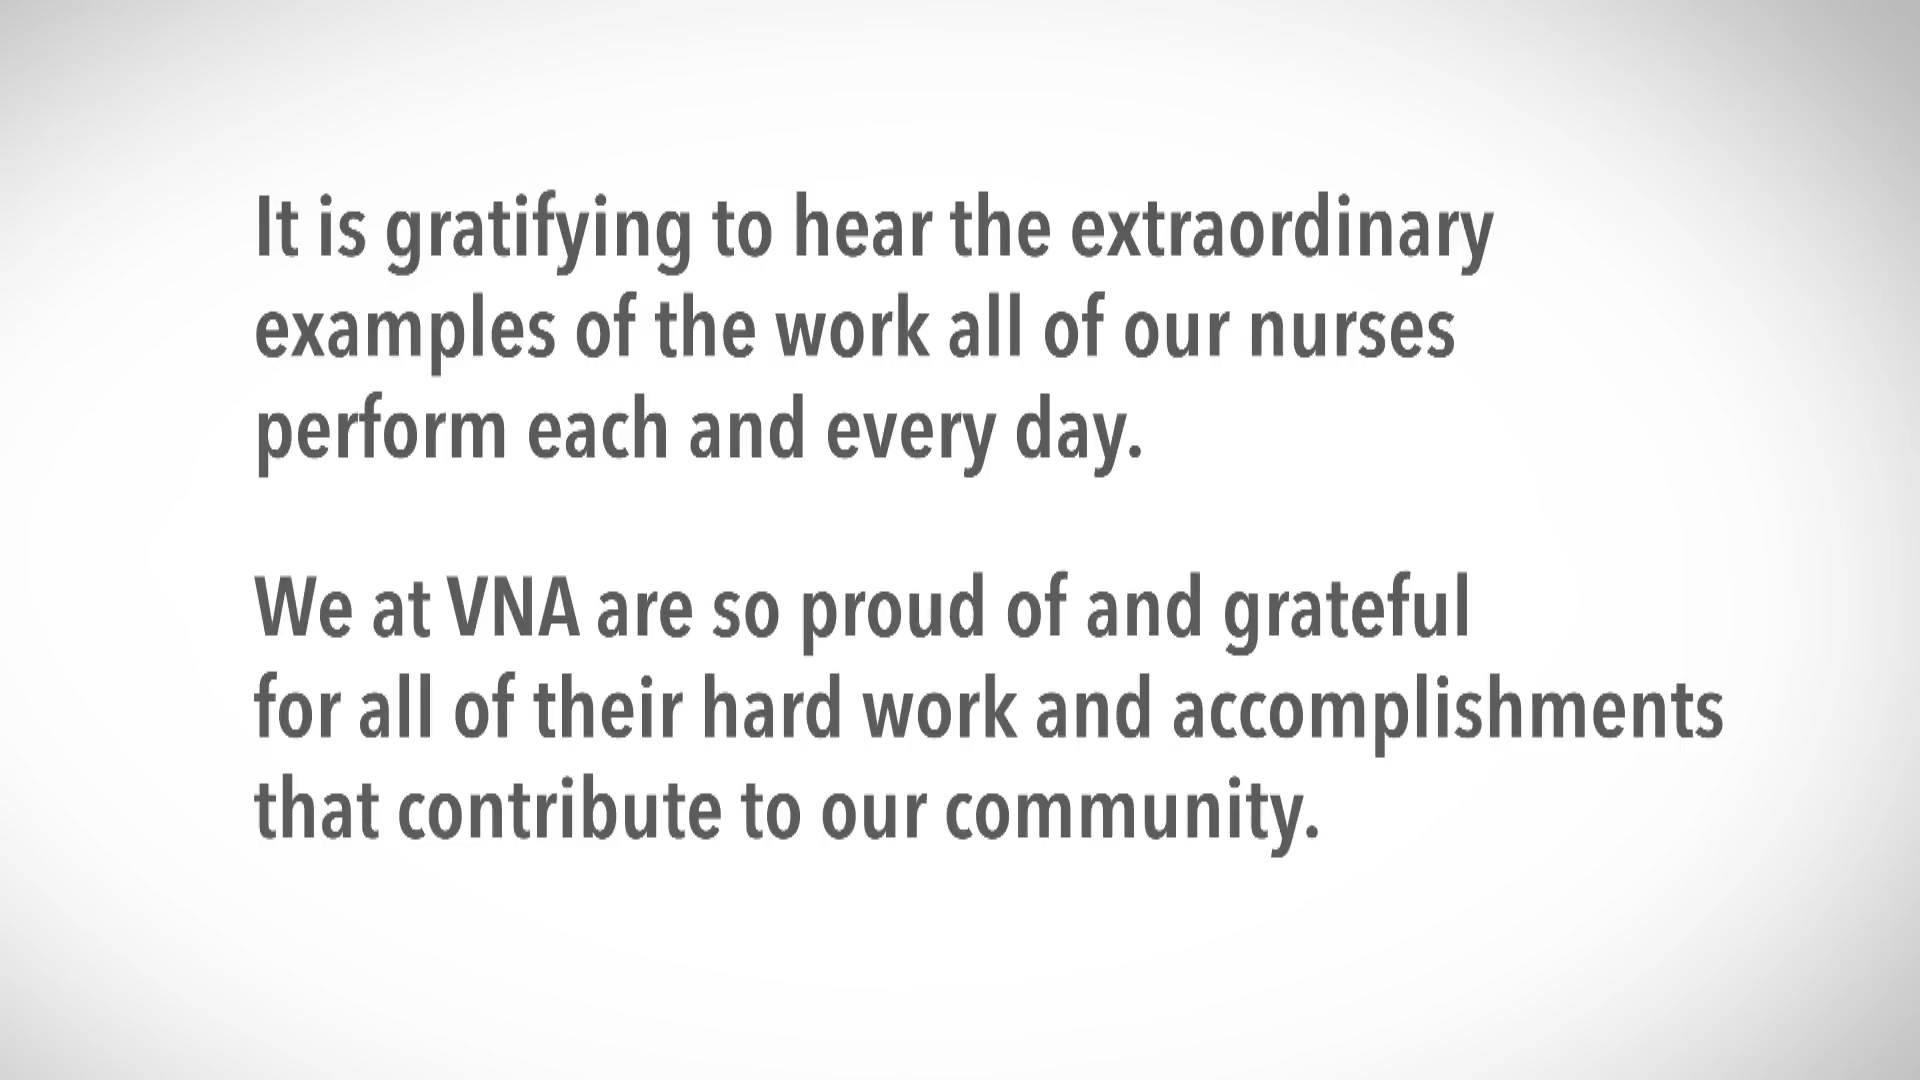 It is gratifying to hear the extraordinary
examples of the work all of our nurses
perform each and every day.
We at VNA are so proud of and grateful
for all of their hard work and accomplishments
that contribute to our community.